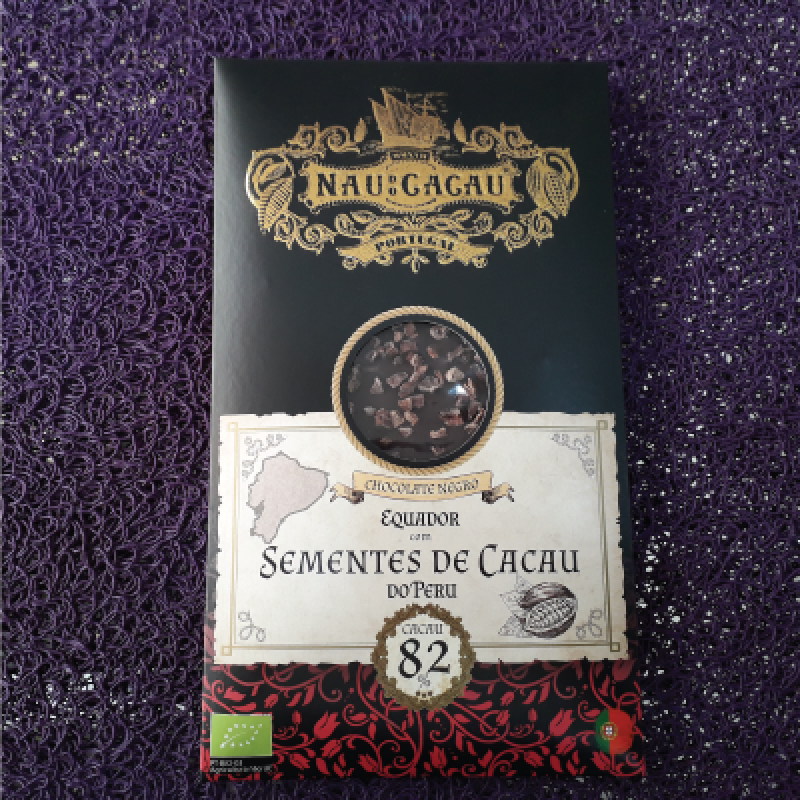 NAU::CACAU
PORTUGAL
CHOCOLATE NEGRO
EQUADOR
com
SEMENTES DE CACAU
DO PERU
CACAU
82
%